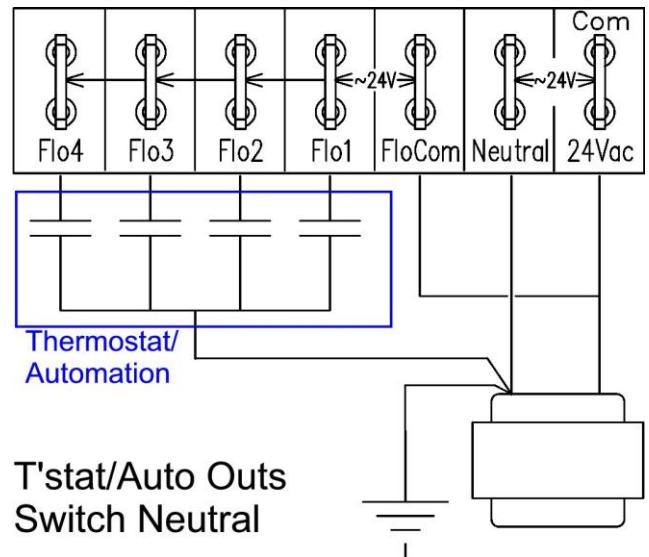 Com
~24V
~24V
Flo4 Flo3 Flo2 Flo1 FloCom Neutral 24Vac
Thermostat/
Automation
T'stat/Auto Outs
Switch Neutral